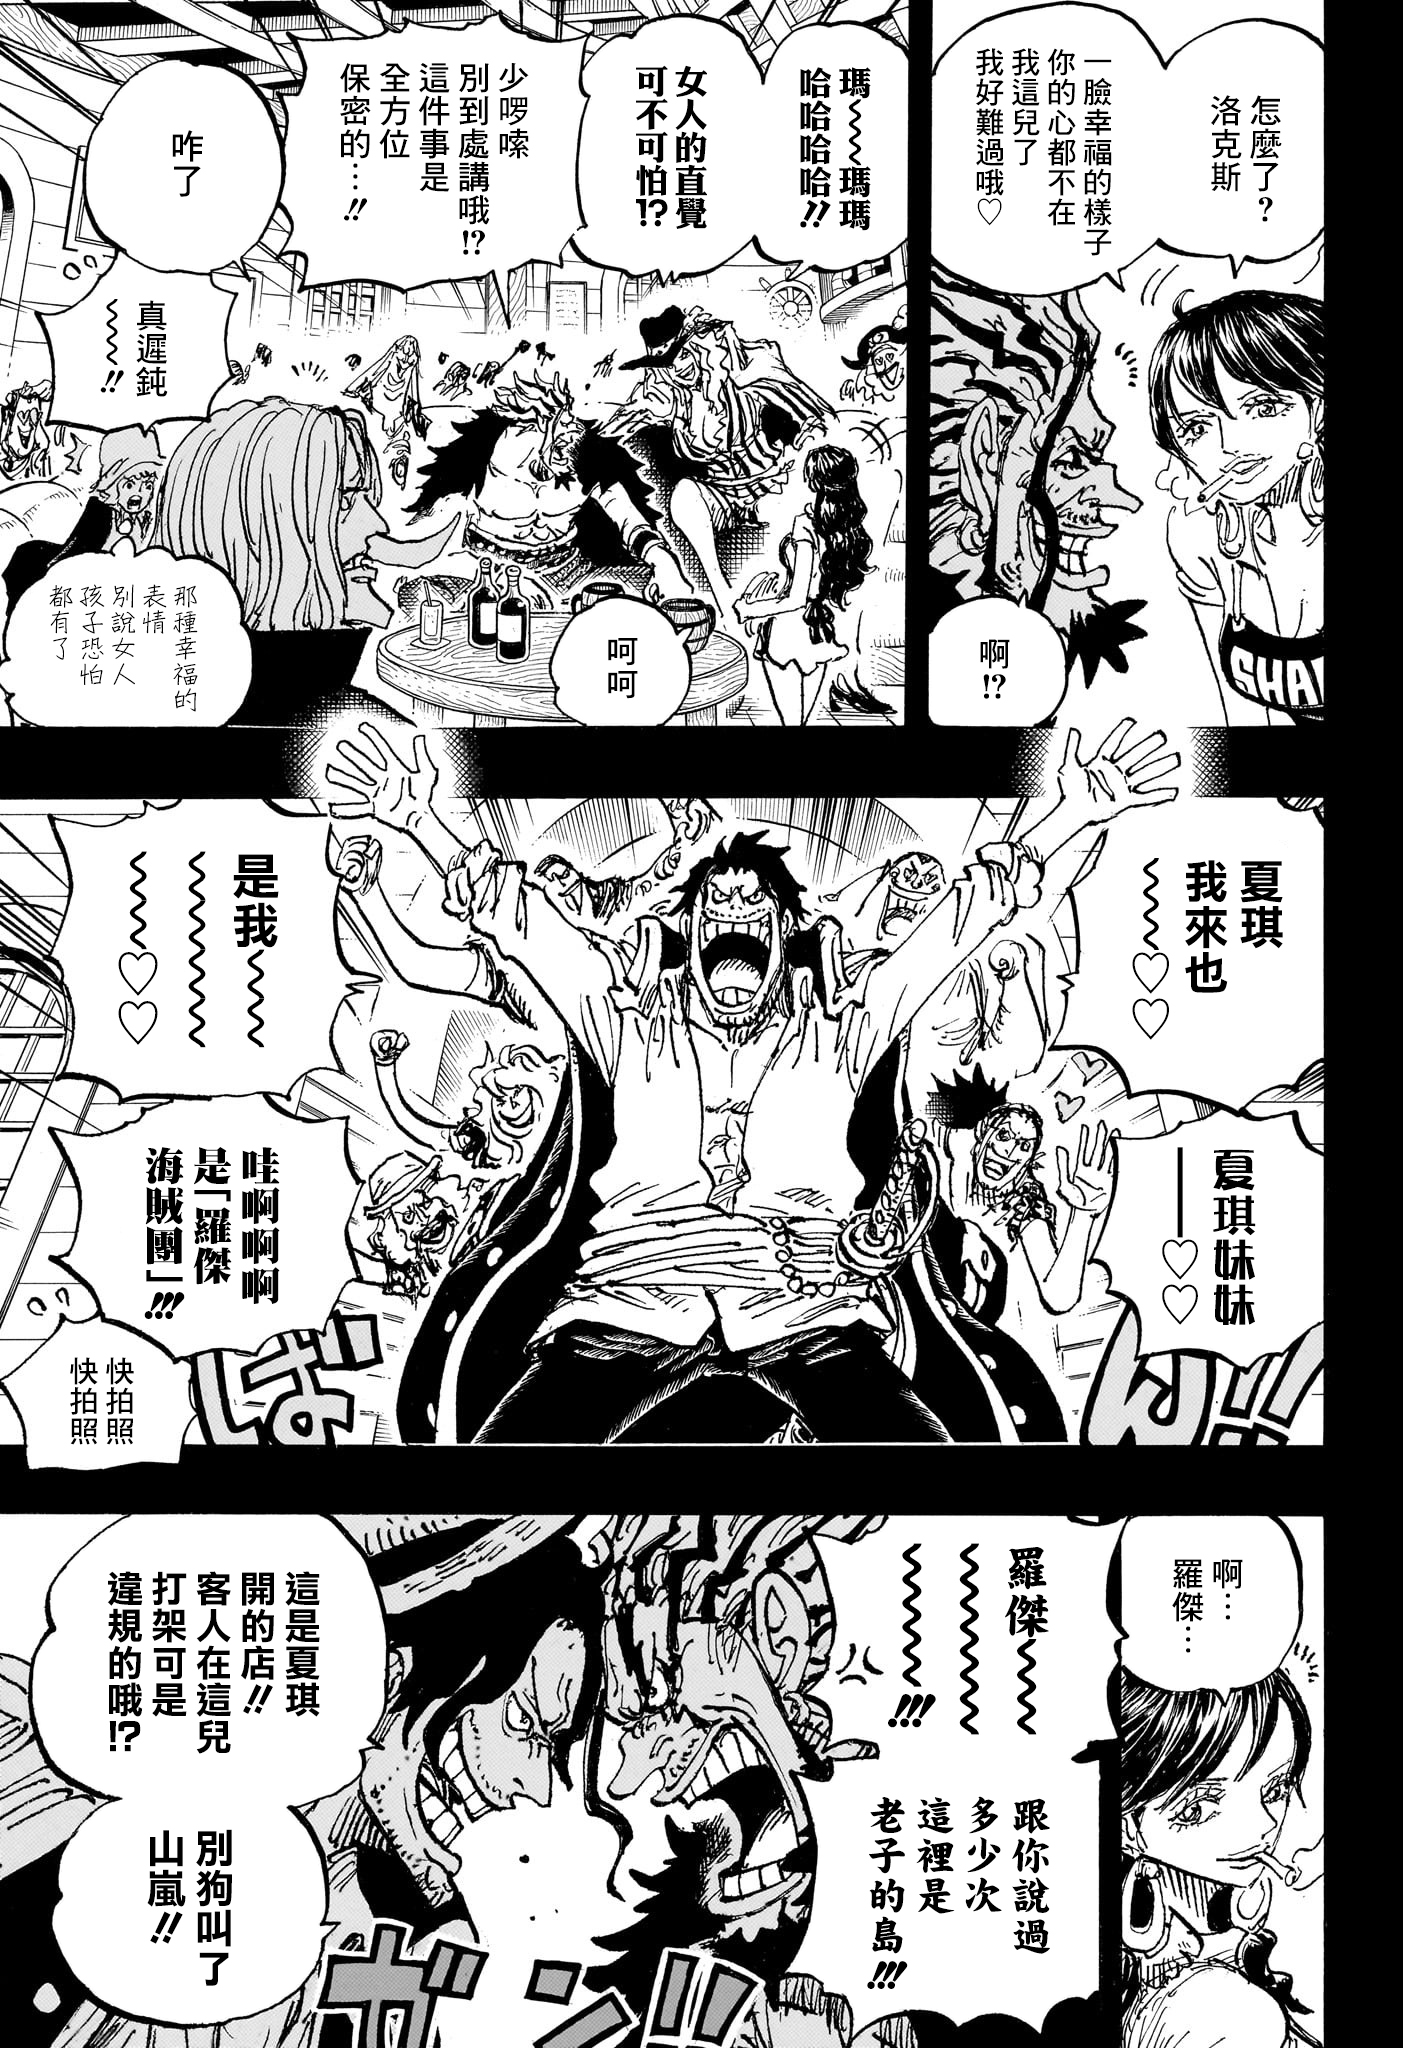 怎麼了？
洛克斯
一臉幸福的樣子
你的心都不在
我這兒了
我好難過哦♡
啊!?
SHA
瑪～～～瑪瑪
哈哈哈哈!!
女人的直覺
可不可怕!?
少啰嗦
別到處講哦!?
這件事是
全方位
保密的…!!
咋了
真遲鈍
～～～!!
呵
呵
那種幸福的
表情
別說女人
孩子恐怕
都有了
夏琪
我來也
～～～♡♡
夏琪妹妹
——♡♡
是我～～～
～～～～～～
～～～♡♡
哇啊啊啊
是「羅傑
海賊團」!!!
快拍照
快拍照
ばん!!
啊…
羅傑…
羅傑～～～
～～～～～～
～～～～!!!
跟你說過
多少次
這裡是
老子的島!!!
這是夏琪
開的店!!
客人在這兒
打架可是
違規的哦!?
別狗叫了
山嵐!!
ガン